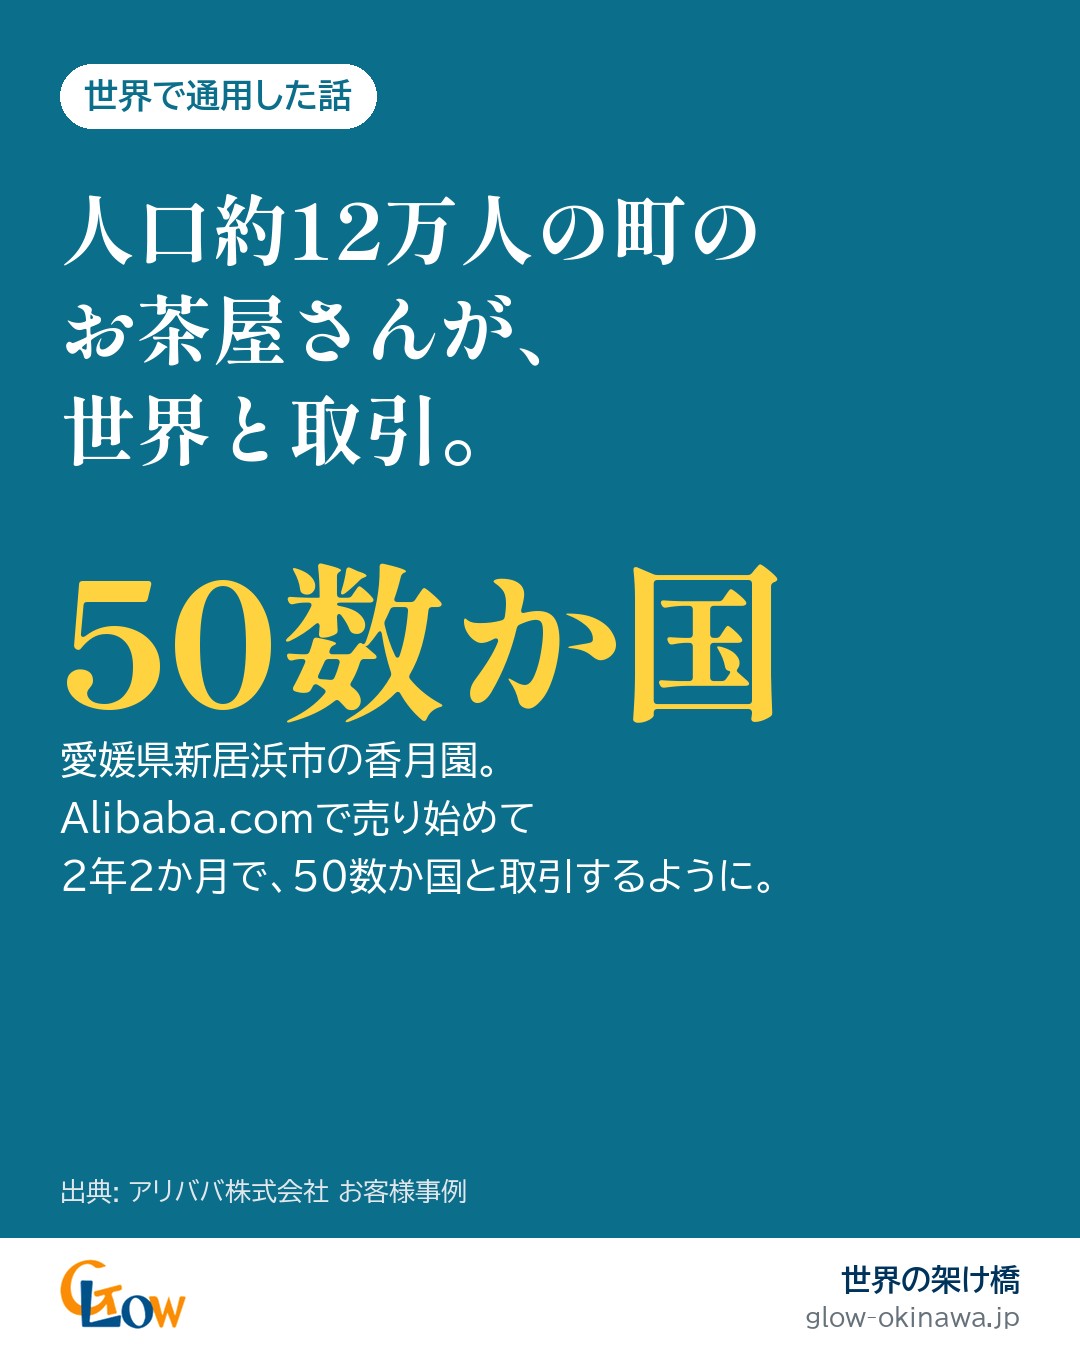 世界で通用した話
人口約12万人の町の
お茶屋さんが、
世界と取引。
50数か国
愛媛県新居浜市の香月園。
Alibaba.comで売り始めて
2年2か月で、50数か国と取引するように。
出典: アリババ株式会社 お客様事例
GLOW
世界の架け橋
glow-okinawa.jp